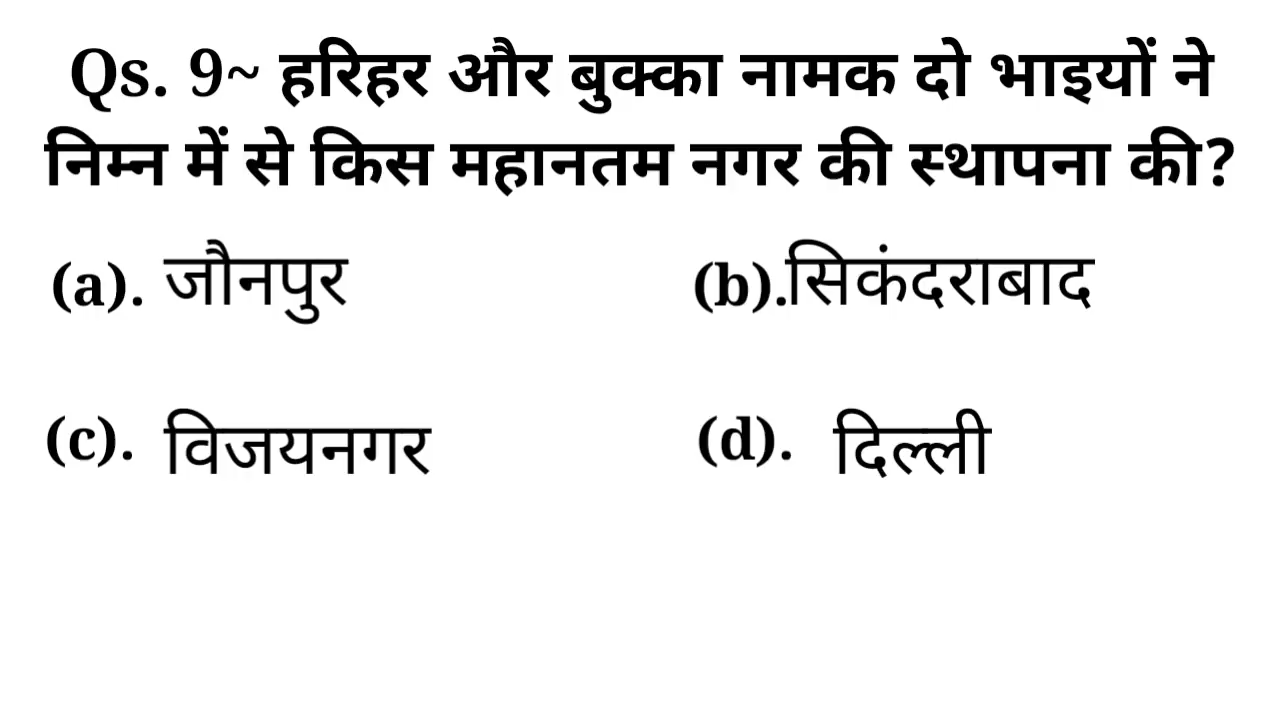 Qs. 9~ हरिहर और बुक्का नामक दो भाइयों ने
निम्न में से किस महानतम नगर की स्थापना की?
(a). जौनपुर (b).सिकंदराबाद
(c). विजयनगर (d). दिल्ली